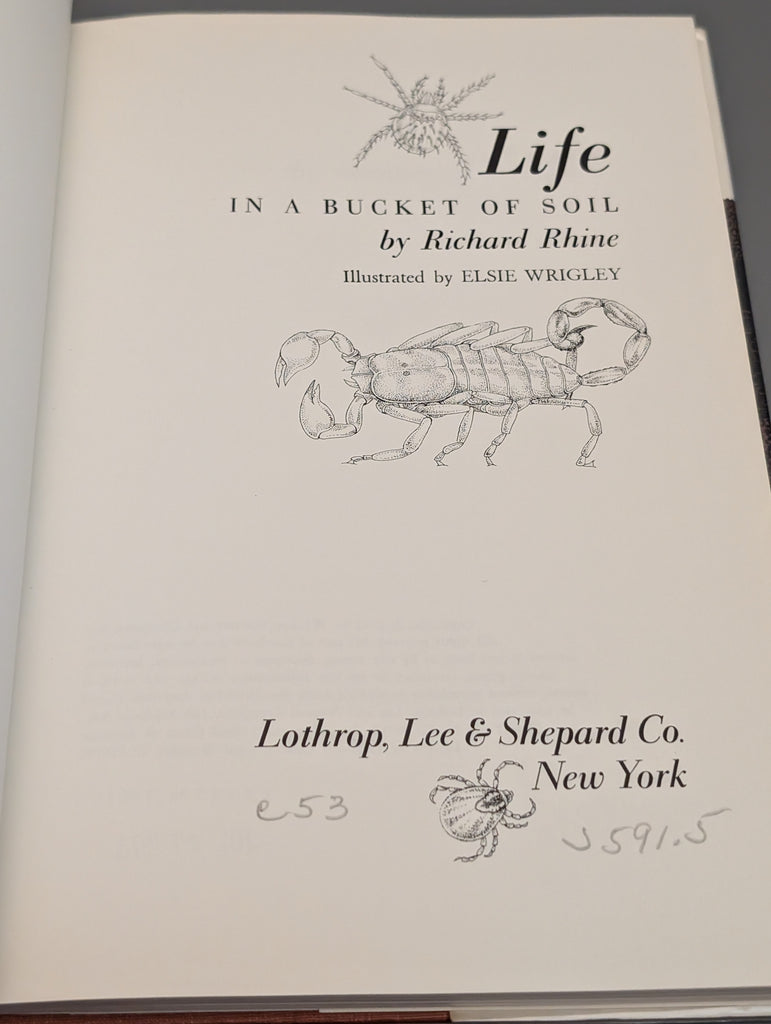 Life
IN A BUCKET OF SOIL
by Richard Rhine
Illustrated by ELSIE WRIGLEY
Lothrop, Lee & Shepard Co.
New York
e53
J591.5